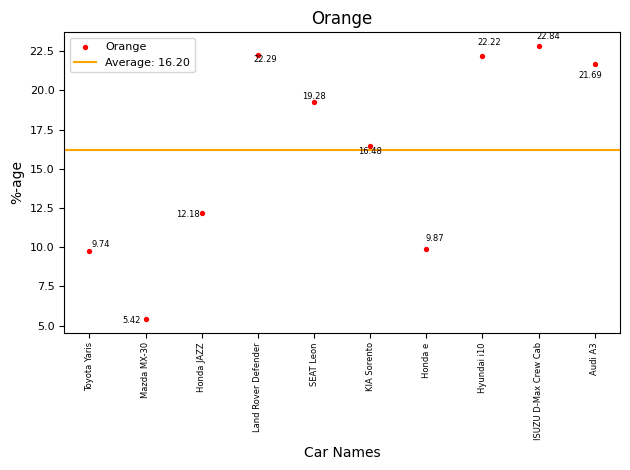 Orange
Orange
Average: 16.20
%-age
22.5
20.0
17.5
15.0
12.5
10.0
7.5
5.0
9.74
5.42
12.18
22.29
19.28
16.48
9.87
22.22
22.84
21.69
Toyota Yaris
Mazda MX-30
Honda JAZZ
Land Rover Defender
SEAT Leon
KIA Sorento
Honda e
Hyundai i10
ISUZU D-Max Crew Cab
Audi A3
Car Names